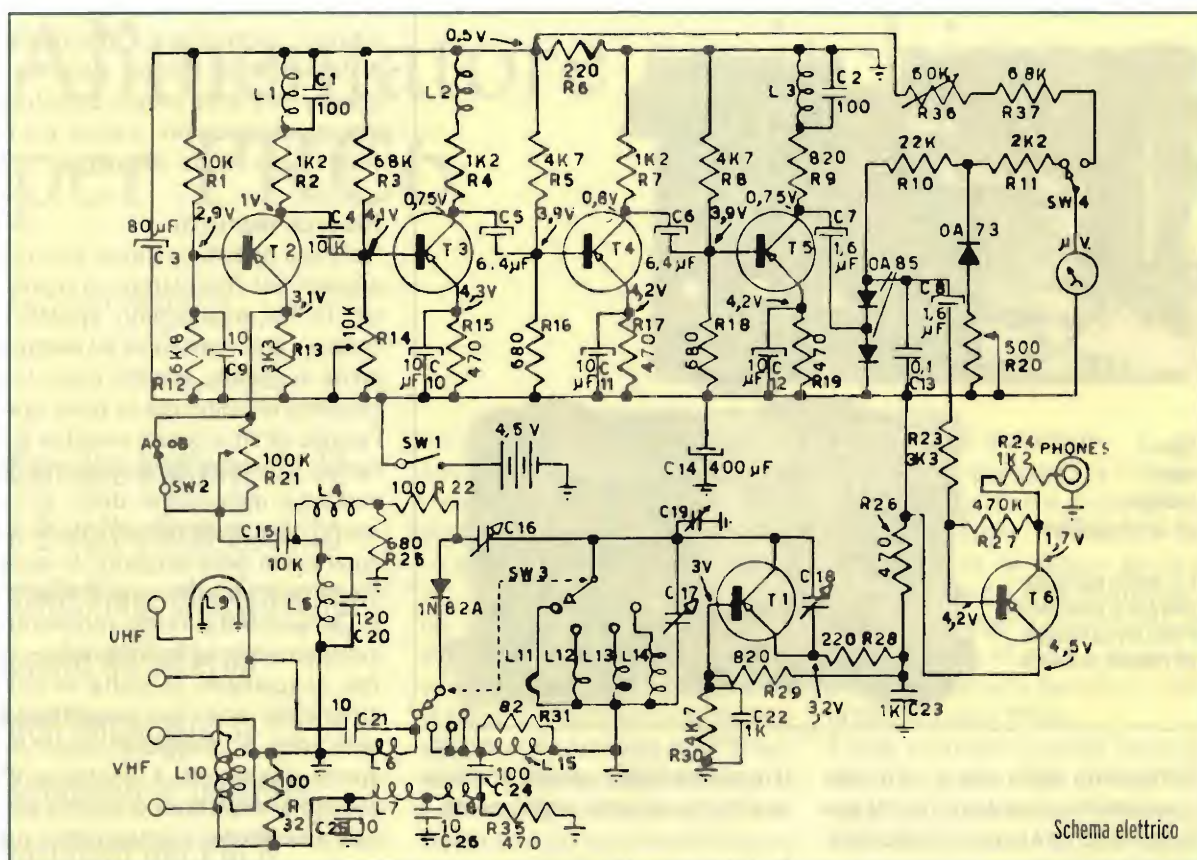 0,5V
220
R6
60K
R36
68K
R37
L1
C1
100
L2
L3
C2
100
10K
R1
1K2
R2
68K
R3
1K2
R4
4K7
R5
1K2
R7
4K7
R8
820
R9
22K
R10
2K2
R11
SW4
80µF
C3
2,9V
1V
T2
C4
10K
4,1V
0,75V
T3
C5
6.4µF
3,9V
0,8V
T4
C6
6,4µF
3,9V
0,75V
T5
C7
1,6
µF
0A85
0A73
C8
1,6
µF
µV
3,1V
4,3V
4,2V
4,2V
6K8
R12
10
C9
3K3
R13
10K
R14
10
µF
C
10
R15
470
R16
680
10
µF
C
11
R17
470
R18
680
10
µF
C
12
470
R19
0,1
C13
500
R20
A
B
SW2
100K
R21
SW1
4,5V
C14
400µF
R23
3K3
R24
1K2
PHONES
470K
R27
1,7V
R26
470
T6
4,2V
4,5V
L4
100
R22
C15
10K
680
R26
C16
C19
SW3
1N82A
L5
120
C20
C17
3V
T1
C18
220
R28
3,2V
820
R29
1K
C23
UHF
L9
L11
L12
L13
L14
4K7
R30
C22
1K
10
C21
L6
82
R31
L15
100
C24
VHF
L10
100
R
32
L7
L8
10
C26
R35
470
Schema elettrico